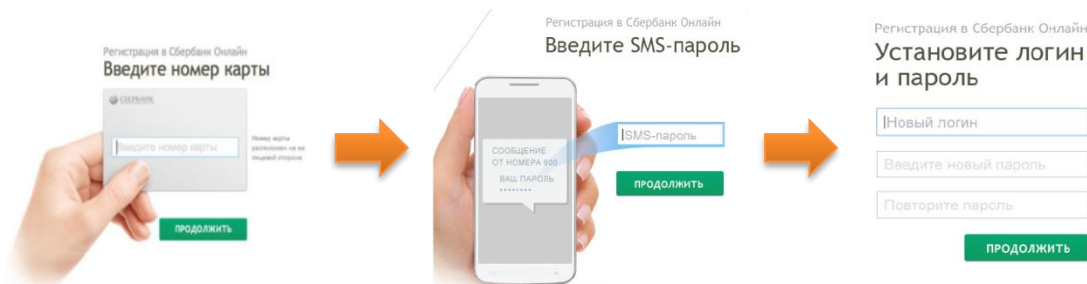 Регистрация в Сбербанк Онлайн
Введите номер карты
СБЕРБАНК
Введите номер карты
Номер карты
расположен на ее
лицевой стороне
ПРОДОЛЖИТЬ
Регистрация в Сбербанк Онлайн
Введите SMS-пароль
SMS-пароль
СООБЩЕНИЕ
ОТ НОМЕРА 900
ВАШ ПАРОЛЬ
********
ПРОДОЛЖИТЬ
Регистрация в Сбербанк Онлайн
Установите логин
и пароль
Новый логин
Введите новый пароль
Повторите пароль
ПРОДОЛЖИТЬ